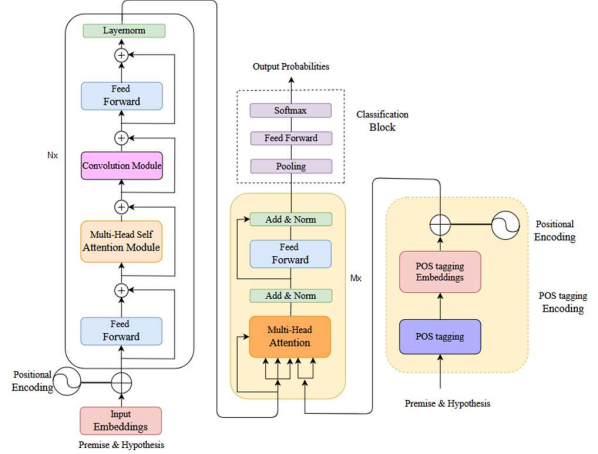 Layernorm
Feed
Forward
Nx
Convolution Module
Multi-Head Self
Attention Module
Feed
Forward
Positional
Encoding
Input
Embeddings
Premise & Hypothesis
Output Probabilities
Softmax
Feed Forward
Pooling
Classification
Block
Add & Norm
Feed
Forward
Mx
Add & Norm
Multi-Head
Attention
Positional
Encoding
POS tagging
Embeddings
POS tagging
Encoding
POS tagging
Premise & Hypothesis